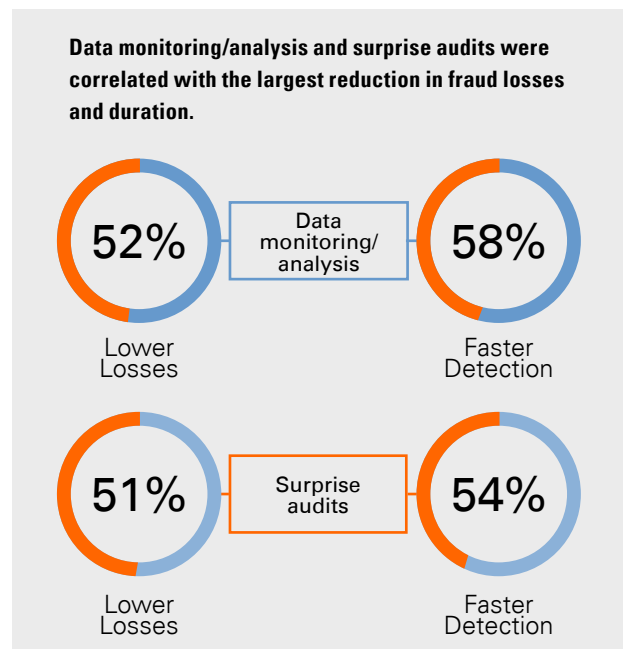 Data monitoring/analysis and surprise audits were
correlated with the largest reduction in fraud losses
and duration.
52%
Lower
Losses
Data
monitoring/
analysis
58%
Faster
Detection
51%
Lower
Losses
Surprise
audits
54%
Faster
Detection